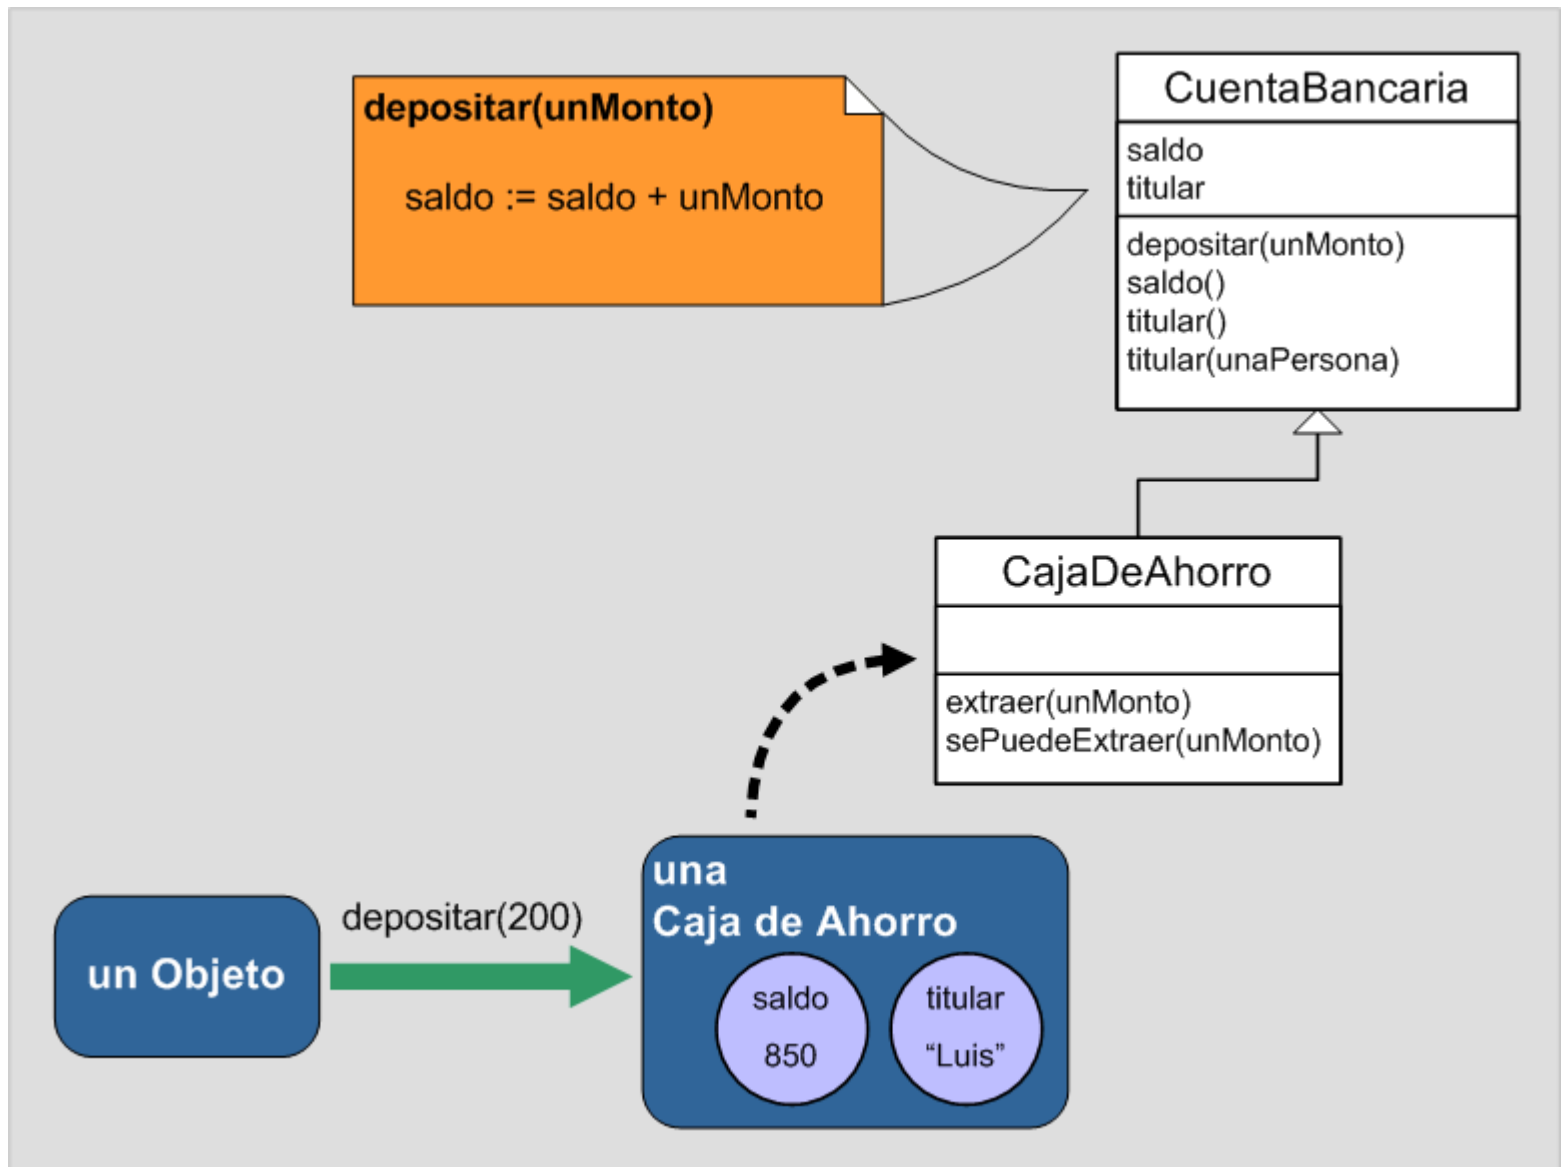 depositar(unMonto)
saldo := saldo + unMonto
CuentaBancaria
saldo
titular
depositar(unMonto)
saldo()
titular()
titular(unaPersona)
CajaDeAhorro
extraer(unMonto)
sePuedeExtraer(unMonto)
un Objeto
depositar(200)
una
Caja de Ahorro
saldo
850
titular
“Luis”